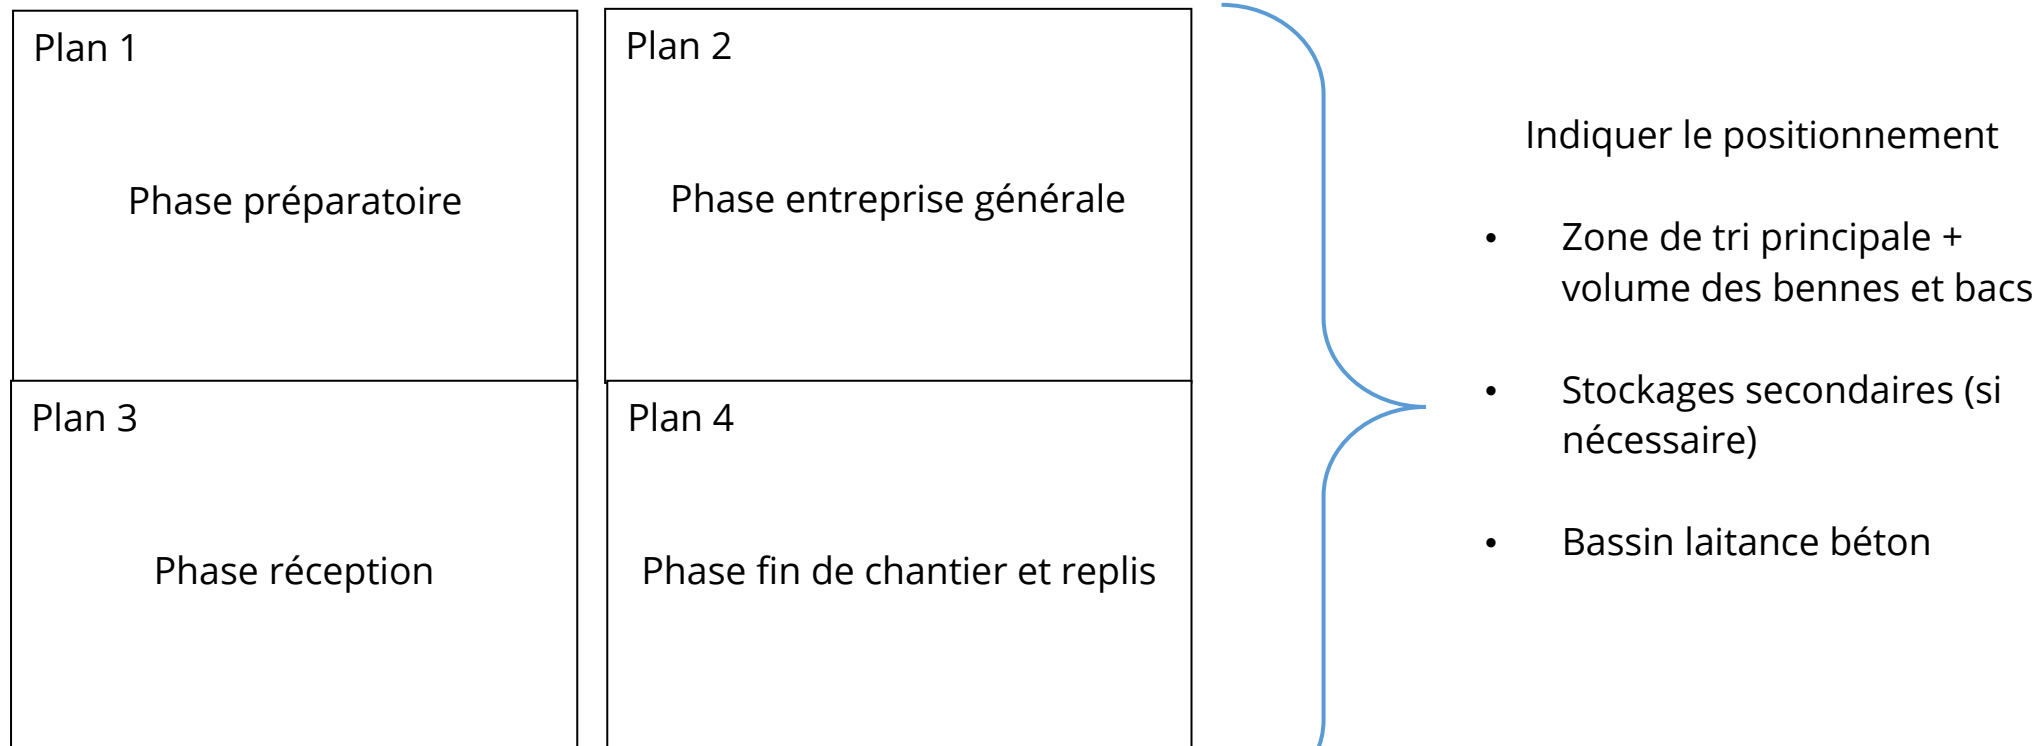 Plan 1
Phase préparatoire
Plan 2
Phase entreprise générale
Plan 3
Phase réception
Plan 4
Phase fin de chantier et replis
Indiquer le positionnement
• Zone de tri principale +
volume des bennes et bacs
• Stockages secondaires (si
nécessaire)
• Bassin laitance béton